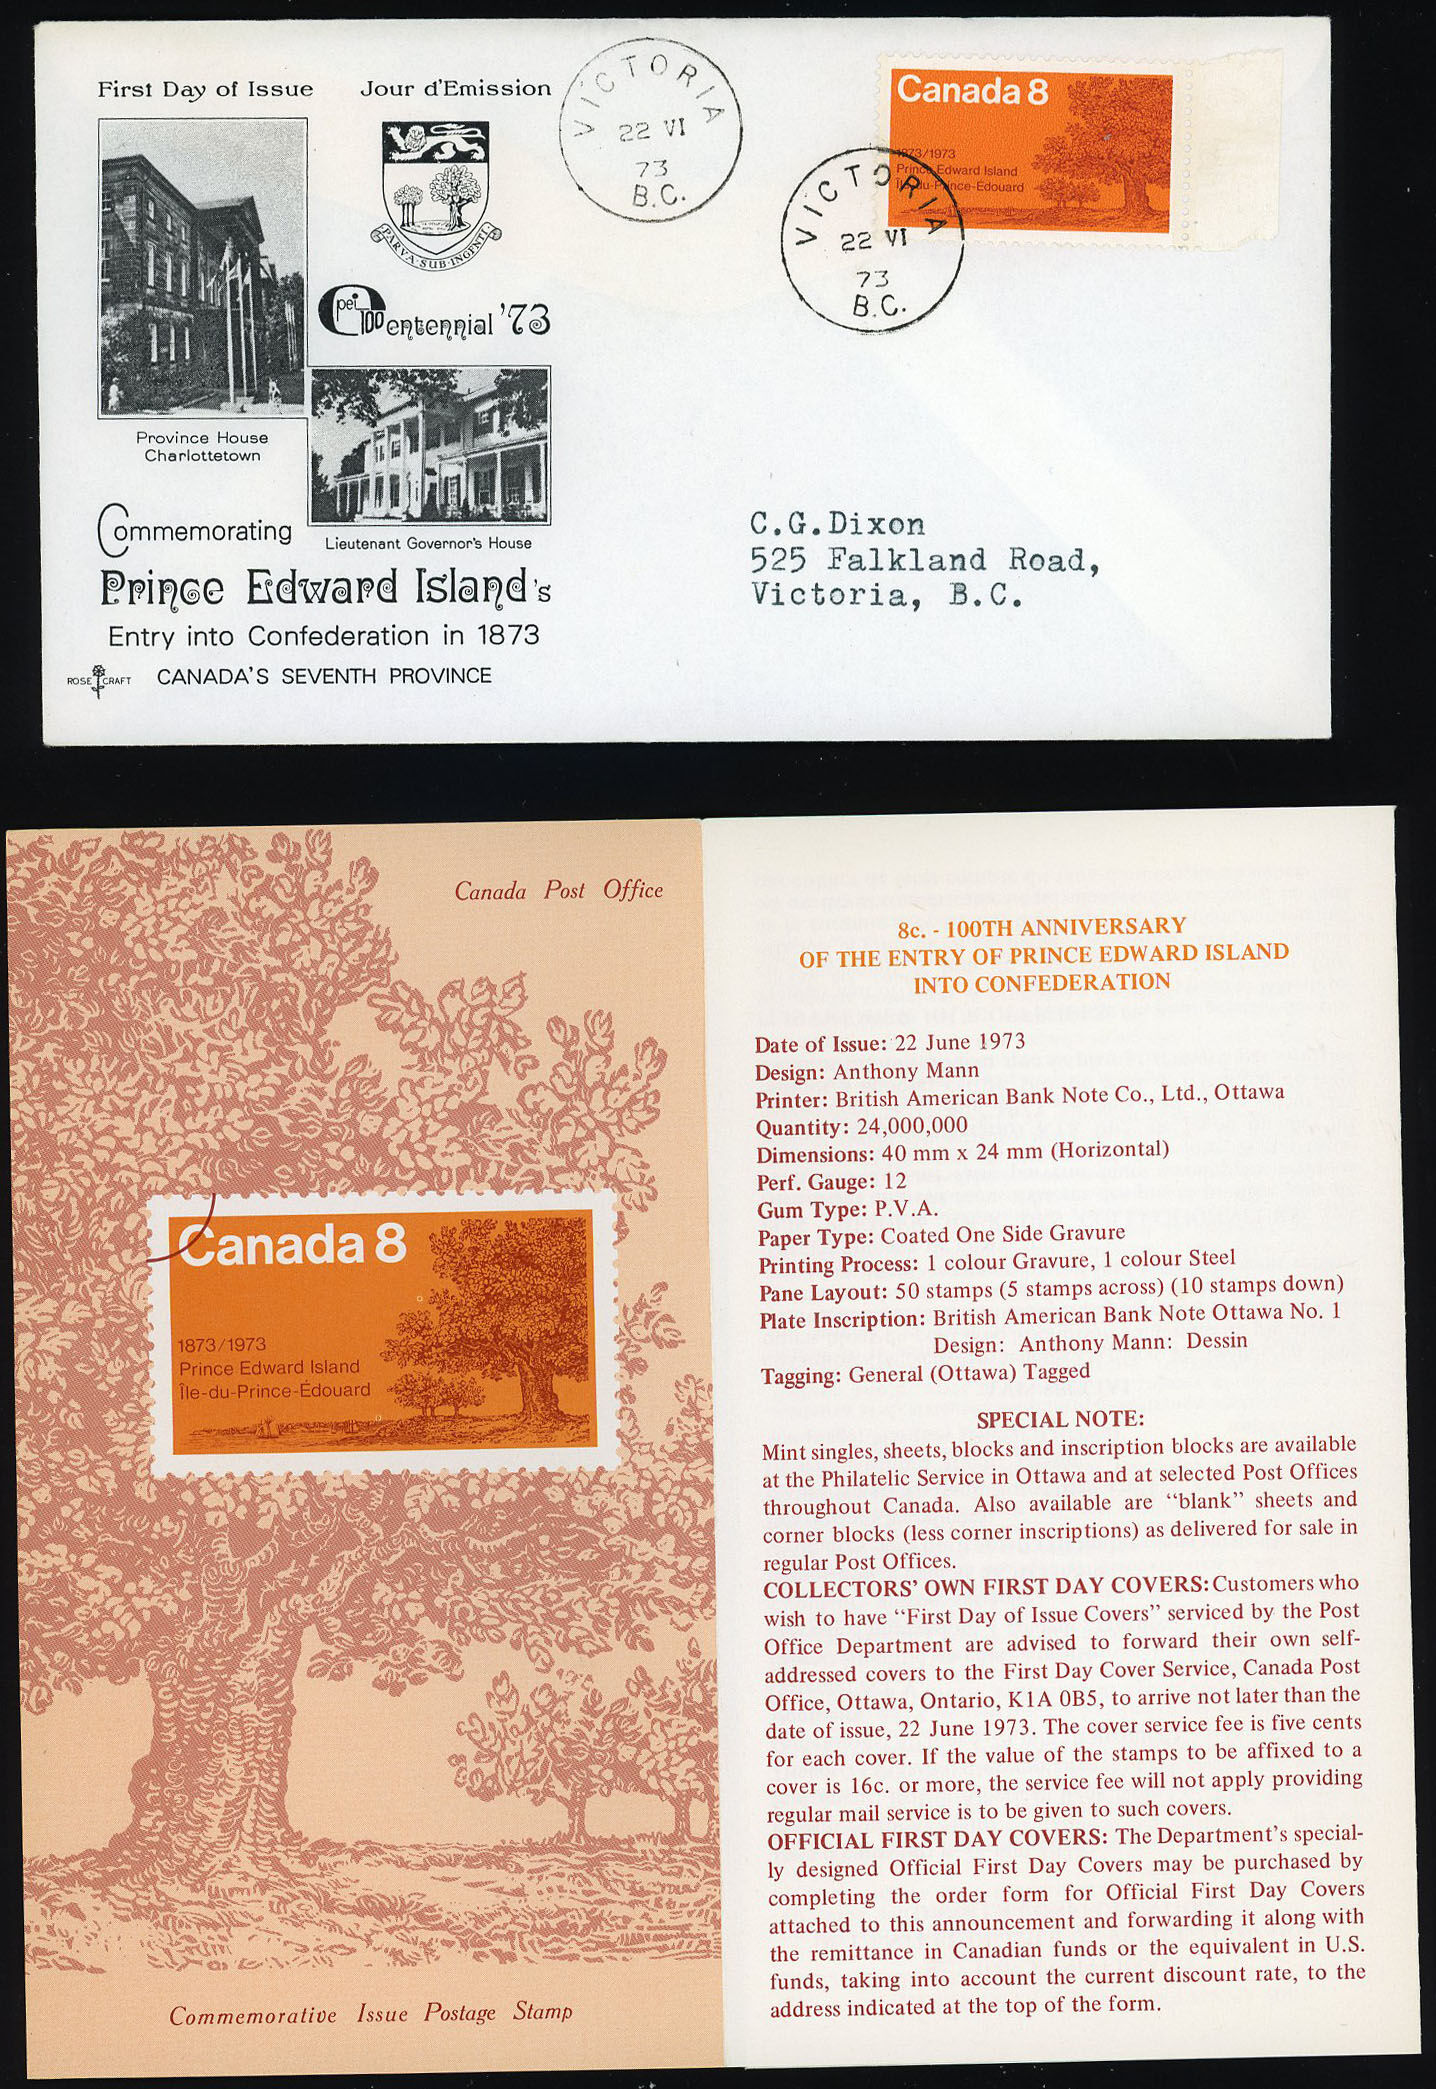 First Day of Issue
Jour d'Emission
VICTORIA
22 VI
73
B.C.
Canada 8
1873/1973
Prince Edward Island
Île-du-Prince-Édouard
VICTORIA
22 VI
73
B.C.
PARVA·SUB·INGENTI
pei 100
Centennial '73
Province House
Charlottetown
Lieutenant Governor's House
Commemorating
Prince Edward Island's
Entry into Confederation in 1873
ROSE CRAFT
CANADA'S SEVENTH PROVINCE
C.G.Dixon
525 Falkland Road,
Victoria, B.C.
Canada Post Office
Canada 8
1873/1973
Prince Edward Island
Île-du-Prince-Édouard
Commemorative Issue Postage Stamp
8c. - 100TH ANNIVERSARY
OF THE ENTRY OF PRINCE EDWARD ISLAND
INTO CONFEDERATION
Date of Issue: 22 June 1973
Design: Anthony Mann
Printer: British American Bank Note Co., Ltd., Ottawa
Quantity: 24,000,000
Dimensions: 40 mm x 24 mm (Horizontal)
Perf. Gauge: 12
Gum Type: P.V.A.
Paper Type: Coated One Side Gravure
Printing Process: 1 colour Gravure, 1 colour Steel
Pane Layout: 50 stamps (5 stamps across) (10 stamps down)
Plate Inscription: British American Bank Note Ottawa No. 1
Design: Anthony Mann: Dessin
Tagging: General (Ottawa) Tagged
SPECIAL NOTE:
Mint singles, sheets, blocks and inscription blocks are available
at the Philatelic Service in Ottawa and at selected Post Offices
throughout Canada. Also available are "blank" sheets and
corner blocks (less corner inscriptions) as delivered for sale in
regular Post Offices.
COLLECTORS' OWN FIRST DAY COVERS: Customers who
wish to have "First Day of Issue Covers" serviced by the Post
Office Department are advised to forward their own self-
addressed covers to the First Day Cover Service, Canada Post
Office, Ottawa, Ontario, K1A 0B5, to arrive not later than the
date of issue, 22 June 1973. The cover service fee is five cents
for each cover. If the value of the stamps to be affixed to a
cover is 16c. or more, the service fee will not apply providing
regular mail service is to be given to such covers.
OFFICIAL FIRST DAY COVERS: The Department's special-
ly designed Official First Day Covers may be purchased by
completing the order form for Official First Day Covers
attached to this announcement and forwarding it along with
the remittance in Canadian funds or the equivalent in U.S.
funds, taking into account the current discount rate, to the
address indicated at the top of the form.